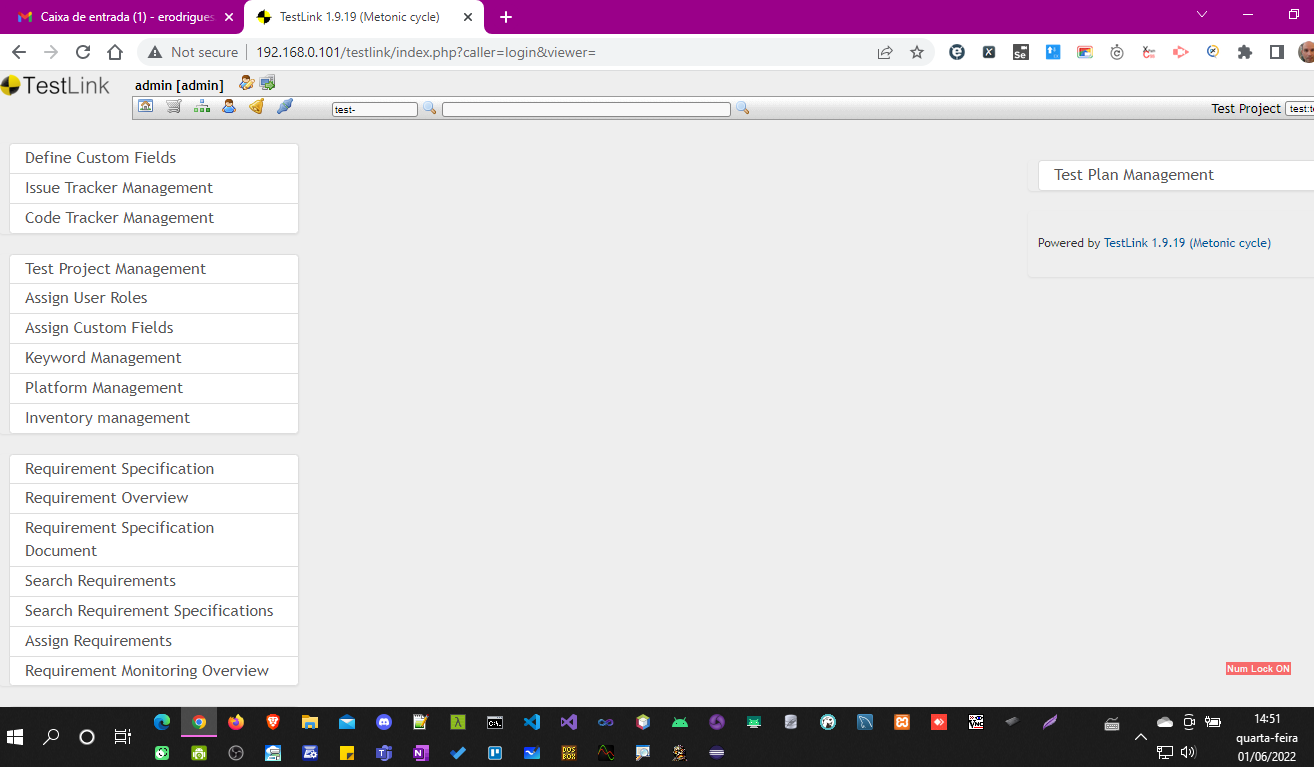 Caixa de entrada (1) - erodrigues
TestLink 1.9.19 (Metonic cycle)
Not secure
192.168.0.101/testlink/index.php?caller=login&viewer=
TestLink
admin [admin]
test-
Test Project
test:t
Define Custom Fields
Issue Tracker Management
Code Tracker Management
Test Project Management
Assign User Roles
Assign Custom Fields
Keyword Management
Platform Management
Inventory management
Requirement Specification
Requirement Overview
Requirement Specification
Document
Search Requirements
Search Requirement Specifications
Assign Requirements
Requirement Monitoring Overview
Test Plan Management
Powered by TestLink 1.9.19 (Metonic cycle)
Num Lock ON
14:51
quarta-feira
01/06/2022